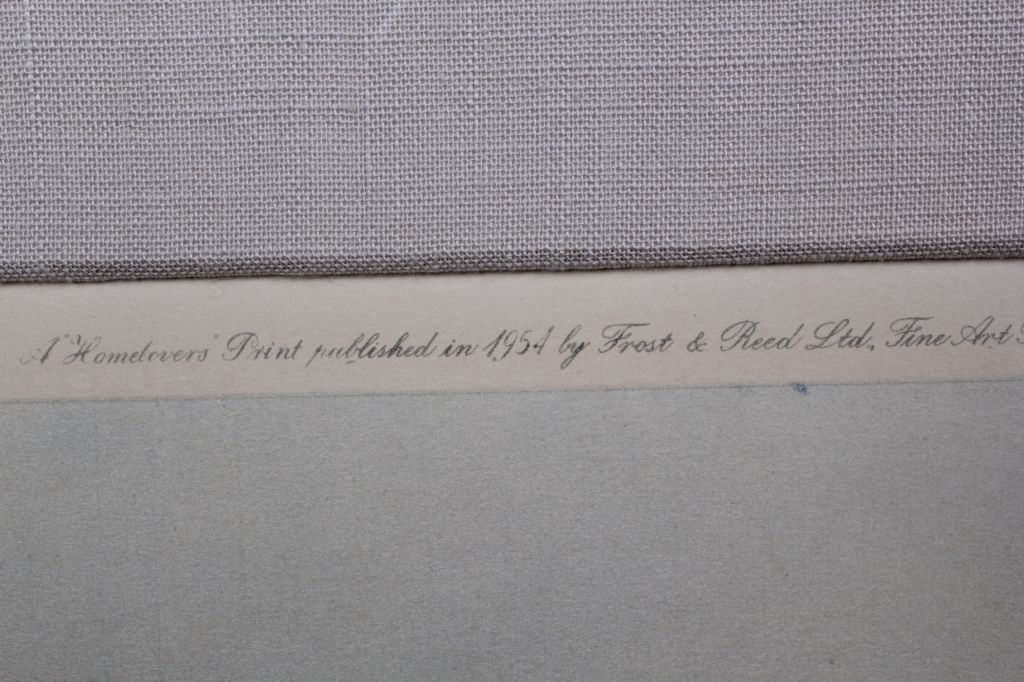 A "Homelovers" Print published in 1954 by Frost & Reed Ltd, Fine Art